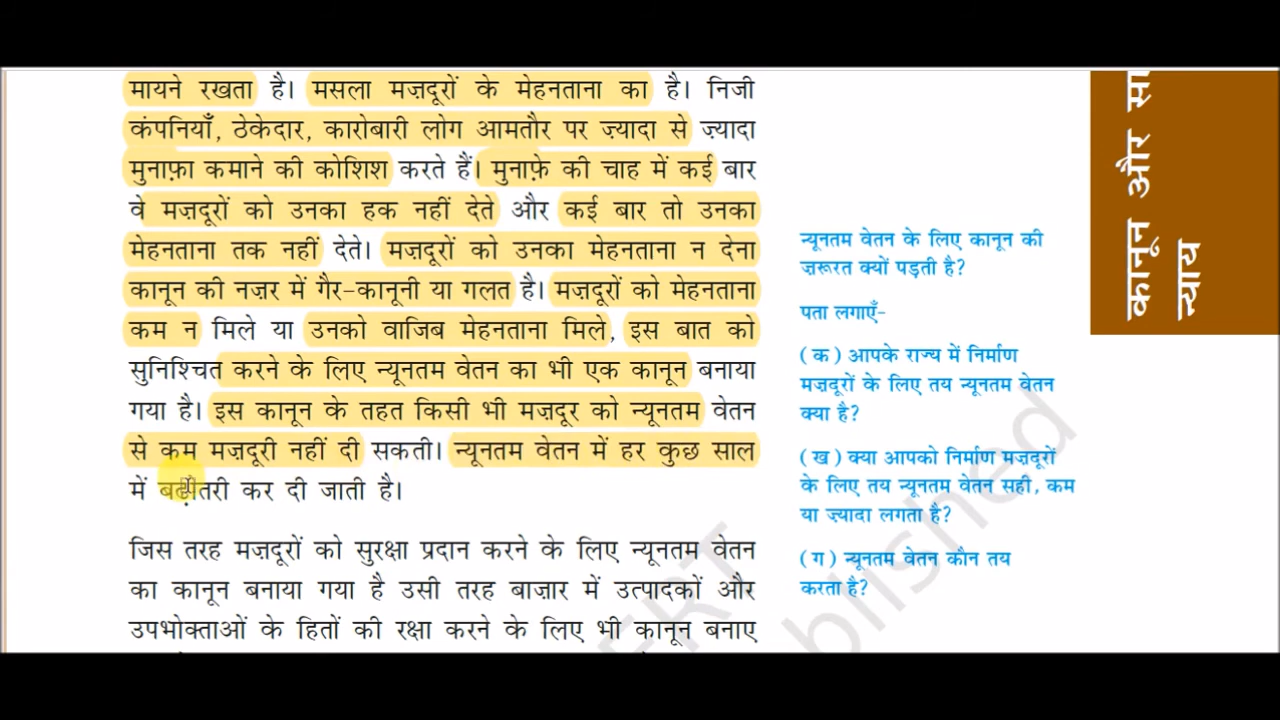 मायने रखता है। मसला मज़दूरों के मेहनताना का है। निजी
कंपनियाँ, ठेकेदार, कारोबारी लोग आमतौर पर ज़्यादा से ज़्यादा
मुनाफ़ा कमाने की कोशिश करते हैं। मुनाफ़े की चाह में कई बार
वे मज़दूरों को उनका हक नहीं देते और कई बार तो उनका
मेहनताना तक नहीं देते। मज़दूरों को उनका मेहनताना न देना
कानून की नज़र में गैर-कानूनी या गलत है। मज़दूरों को मेहनताना
कम न मिले या उनको वाजिब मेहनताना मिले, इस बात को
सुनिश्चित करने के लिए न्यूनतम वेतन का भी एक कानून बनाया
गया है। इस कानून के तहत किसी भी मज़दूर को न्यूनतम वेतन
से कम मज़दूरी नहीं दी सकती। न्यूनतम वेतन में हर कुछ साल
में बढ़ोतरी कर दी जाती है।
जिस तरह मज़दूरों को सुरक्षा प्रदान करने के लिए न्यूनतम वेतन
का कानून बनाया गया है उसी तरह बाज़ार में उत्पादकों और
उपभोक्ताओं के हितों की रक्षा करने के लिए भी कानून बनाए
न्यूनतम वेतन के लिए कानून की
ज़रूरत क्यों पड़ती है?
पता लगाएँ-
(क) आपके राज्य में निर्माण
मज़दूरों के लिए तय न्यूनतम वेतन
क्या है?
(ख) क्या आपको निर्माण मज़दूरों
के लिए तय न्यूनतम वेतन सही, कम
या ज़्यादा लगता है?
(ग) न्यूनतम वेतन कौन तय
करता है?
कानून और
न्याय
blished